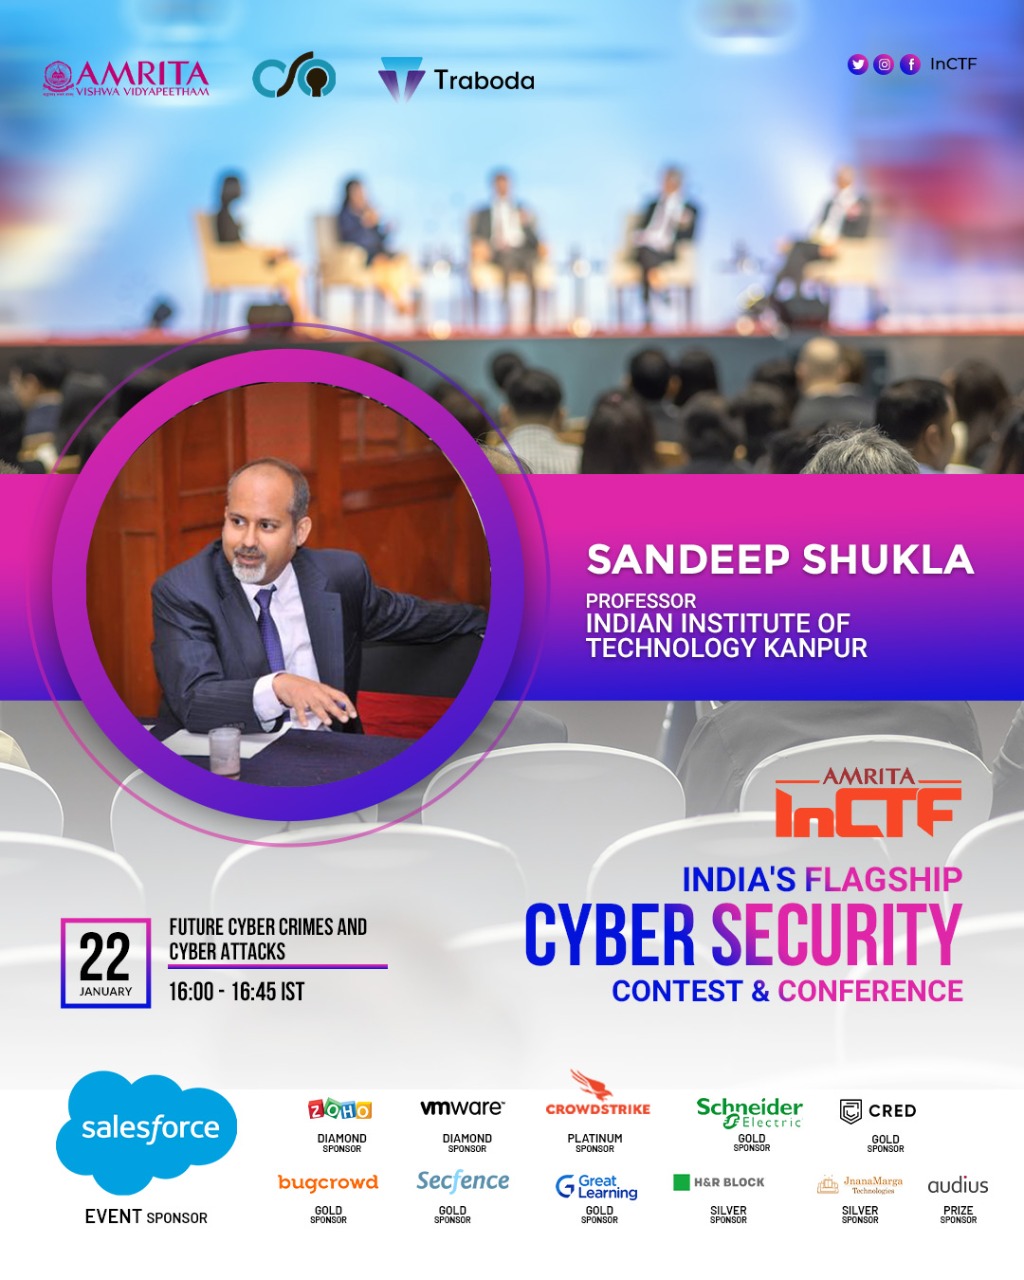 AMRITA
VISHWA VIDYAPEETHAM
Traboda
InCTF
SANDEEP SHUKLA
PROFESSOR
INDIAN INSTITUTE OF
TECHNOLOGY KANPUR
AMRITA
InCTF
INDIA'S FLAGSHIP
CYBER SECURITY
CONTEST & CONFERENCE
22
JANUARY
FUTURE CYBER CRIMES AND
CYBER ATTACKS
16:00 - 16:45 IST
salesforce
EVENT SPONSOR
ZOHO
DIAMOND
SPONSOR
vmware
DIAMOND
SPONSOR
CROWDSTRIKE
PLATINUM
SPONSOR
Schneider
Electric
GOLD
SPONSOR
CRED
GOLD
SPONSOR
bugcrowd
GOLD
SPONSOR
Secfence
GOLD
SPONSOR
Great
Learning
GOLD
SPONSOR
H&R BLOCK
SILVER
SPONSOR
JnanaMarga
Technologies
SILVER
SPONSOR
audius
PRIZE
SPONSOR